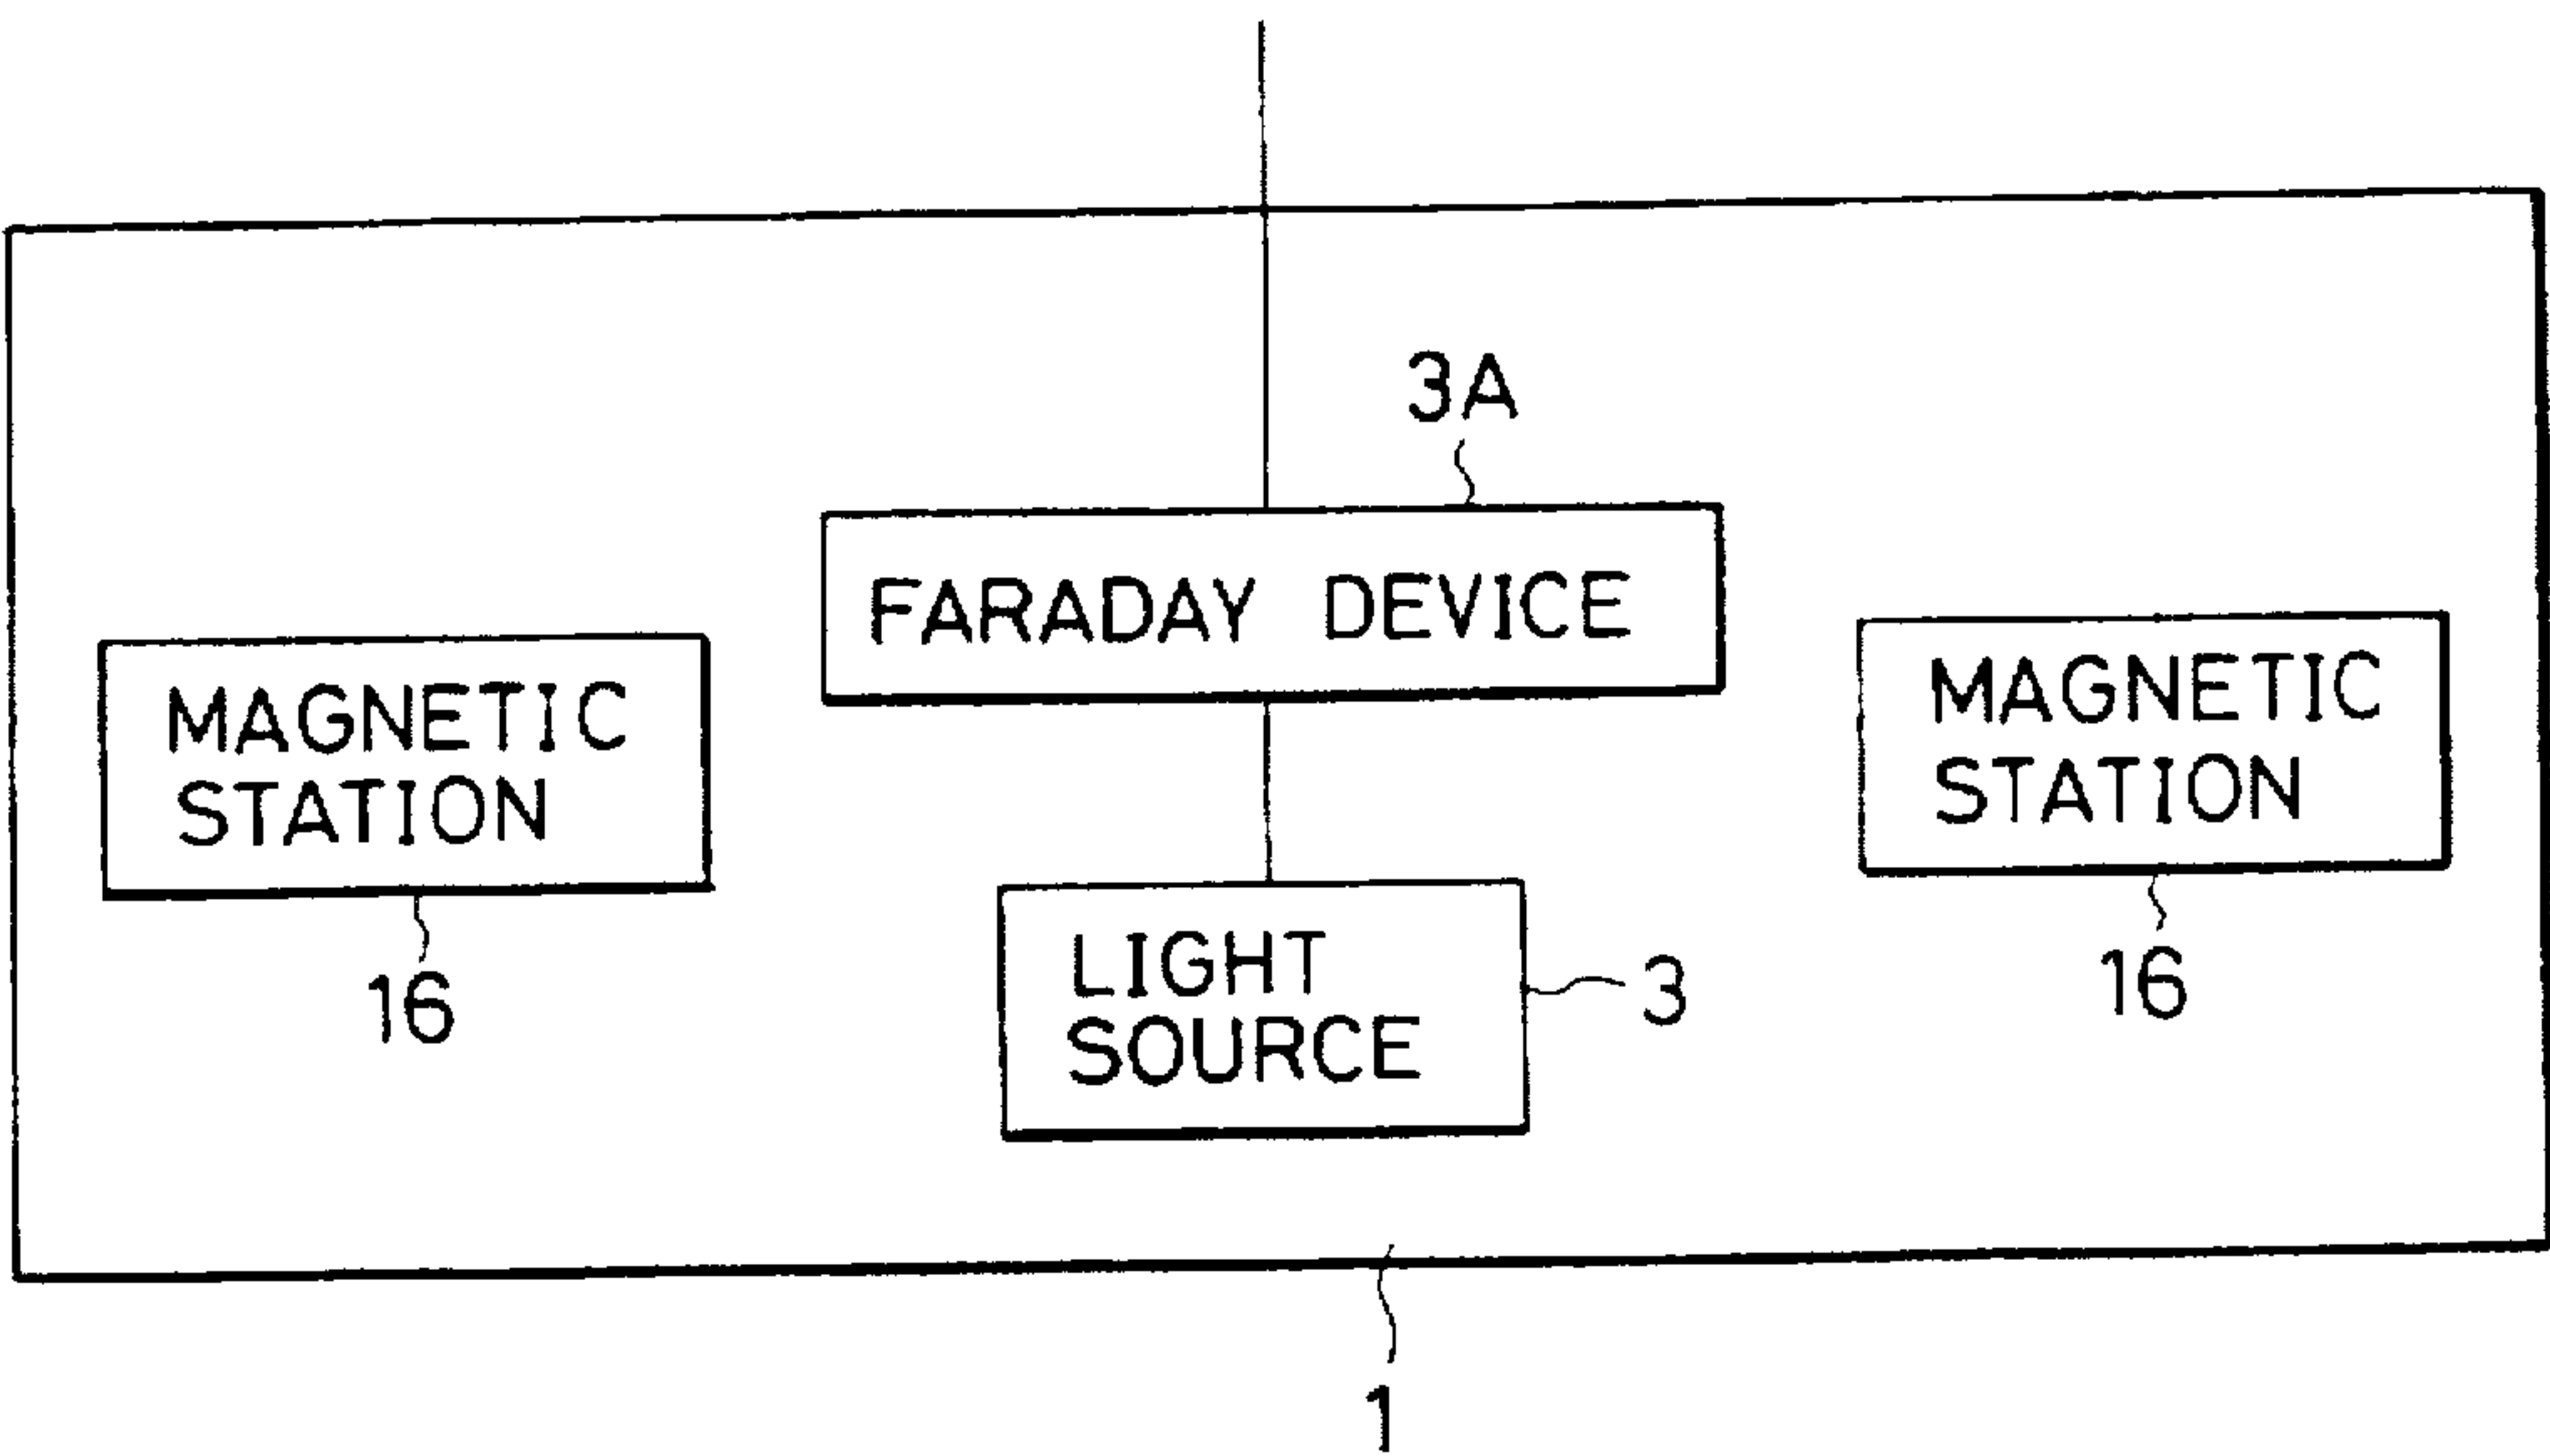 3A
FARADAY DEVICE
MAGNETIC
STATION
16
MAGNETIC
STATION
16
LIGHT
SOURCE
3
1